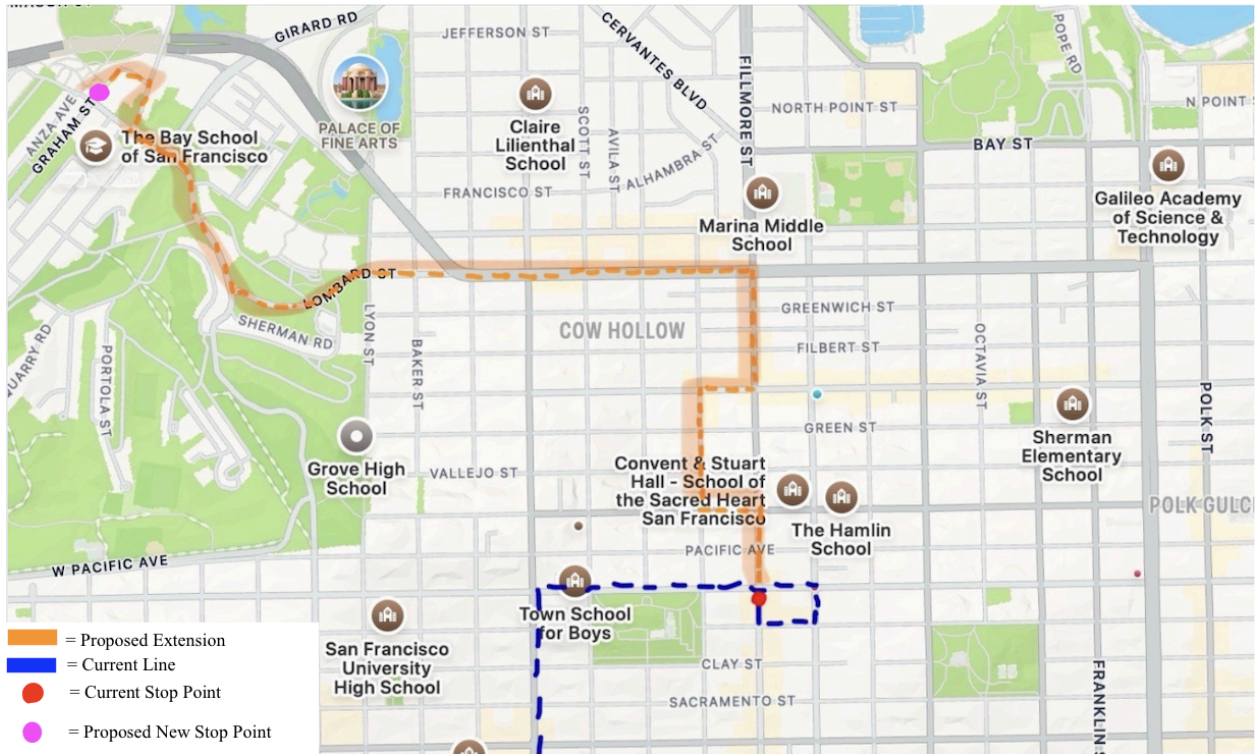 GIRARD RD
JEFFERSON ST
CERVANTES BLVD
POPE RD
FILLMORE ST
NORTH POINT ST
N POINT
ANZA AVE
GRAHAM ST
The Bay School
of San Francisco
PALACE OF
FINE ARTS
Claire
Lilienthal
School
SCOTT ST
AVILA ST
ALHAMBRA ST
BAY ST
FRANCISCO ST
Marina Middle
School
Galileo Academy
of Science &
Technology
LOMBARD ST
SHERMAN RD
LYON ST
BAKER ST
COW HOLLOW
GREENWICH ST
FILBERT ST
OCTAVIA ST
QUARRY RD
PORTOLA ST
POLK ST
GREEN ST
Sherman
Elementary
School
Grove High
School
VALLEJO ST
Convent & Stuart
Hall - School of
the Sacred Heart
San Francisco
The Hamlin
School
POLK GULC
PACIFIC AVE
W PACIFIC AVE
Town School
for Boys
San Francisco
University
High School
CLAY ST
SACRAMENTO ST
FRANKLIN S
= Proposed Extension
= Current Line
= Current Stop Point
= Proposed New Stop Point